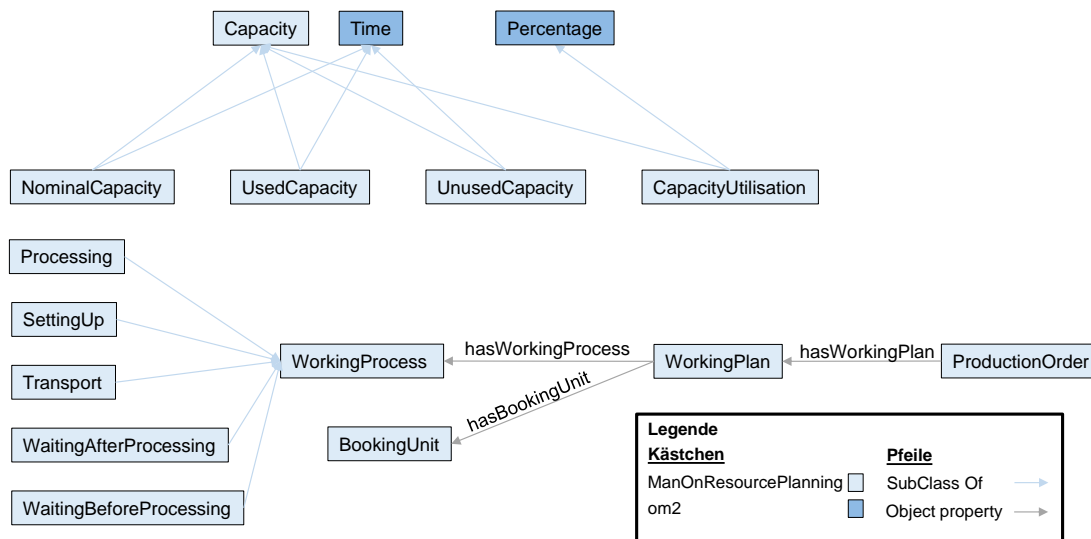 Capacity
Time
Percentage
NominalCapacity
UsedCapacity
UnusedCapacity
CapacityUtilisation
Processing
SettingUp
Transport
WaitingAfterProcessing
WaitingBeforeProcessing
WorkingProcess
hasWorkingProcess
WorkingPlan
hasWorkingPlan
ProductionOrder
hasBookingUnit
BookingUnit
Legende
Kästchen
Pfeile
ManOnResourcePlanning
SubClass Of
om2
Object property